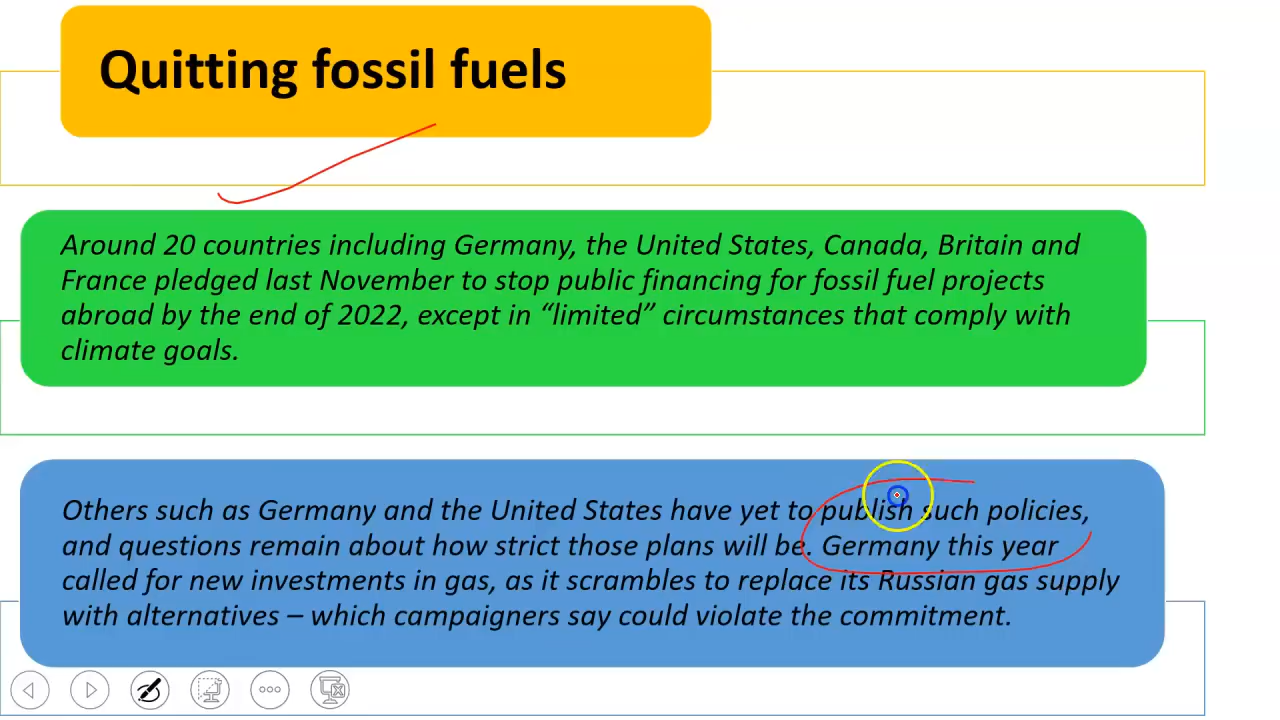 Quitting fossil fuels
Around 20 countries including Germany, the United States, Canada, Britain and
France pledged last November to stop public financing for fossil fuel projects
abroad by the end of 2022, except in “limited” circumstances that comply with
climate goals.
Others such as Germany and the United States have yet to publish such policies,
and questions remain about how strict those plans will be. Germany this year
called for new investments in gas, as it scrambles to replace its Russian gas supply
with alternatives – which campaigners say could violate the commitment.